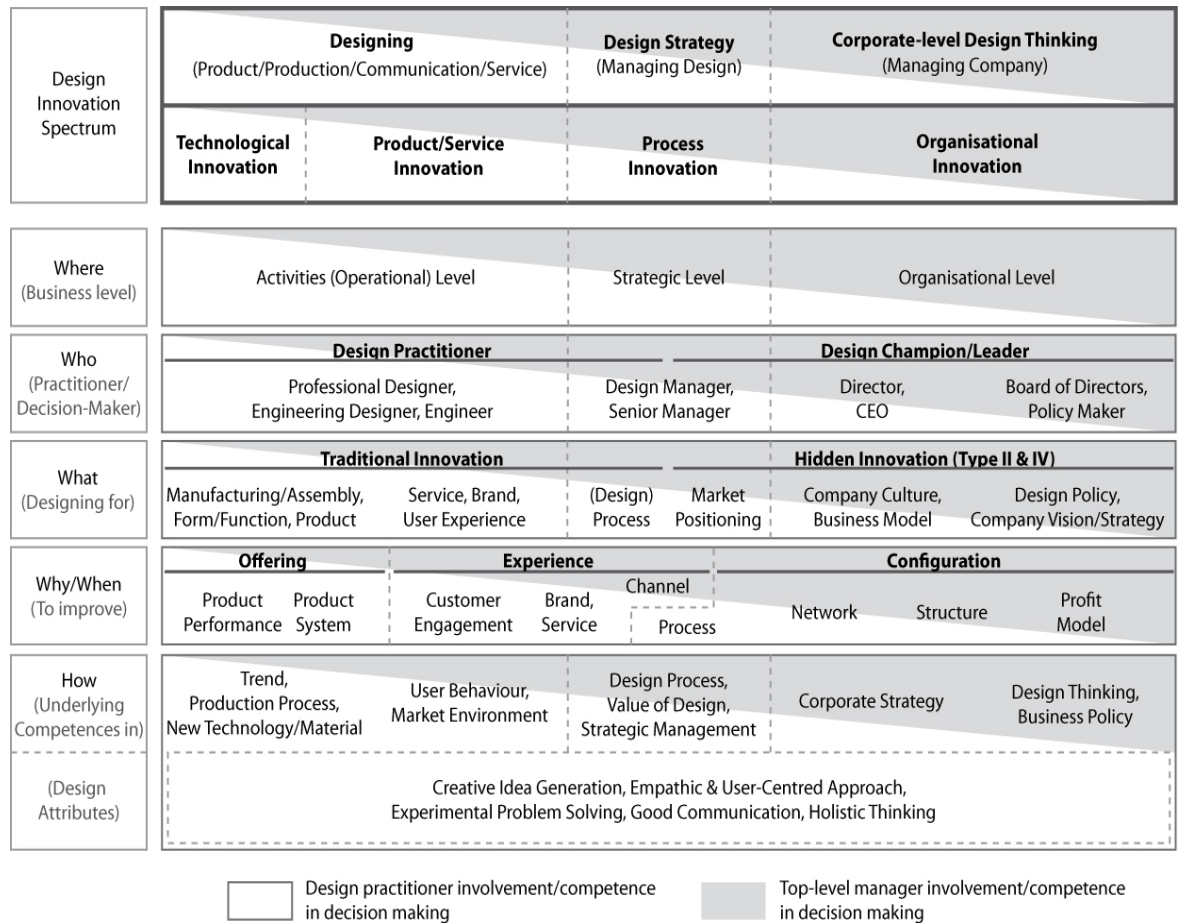 Design
Innovation
Spectrum
Designing
(Product/Production/Communication/Service)
Design Strategy
(Managing Design)
Corporate-level Design Thinking
(Managing Company)
Technological
Innovation
Product/Service
Innovation
Process
Innovation
Organisational
Innovation
Where
(Business level)
Activities (Operational) Level
Strategic Level
Organisational Level
Who
(Practitioner/
Decision-Maker)
Design Practitioner
Design Champion/Leader
Professional Designer,
Engineering Designer, Engineer
Design Manager,
Senior Manager
Director,
CEO
Board of Directors,
Policy Maker
What
(Designing for)
Traditional Innovation
Hidden Innovation (Type II & IV)
Manufacturing/Assembly,
Form/Function, Product
Service, Brand,
User Experience
(Design)
Process
Market
Positioning
Company Culture,
Business Model
Design Policy,
Company Vision/Strategy
Why/When
(To improve)
Offering
Experience
Configuration
Product
Performance
Product
System
Customer
Engagement
Brand,
Service
Channel
Process
Network
Structure
Profit
Model
How
(Underlying
Competences in)
Trend,
Production Process,
New Technology/Material
User Behaviour,
Market Environment
Design Process,
Value of Design,
Strategic Management
Corporate Strategy
Design Thinking,
Business Policy
(Design
Attributes)
Creative Idea Generation, Empathic & User-Centred Approach,
Experimental Problem Solving, Good Communication, Holistic Thinking
Design practitioner involvement/competence
in decision making
Top-level manager involvement/competence
in decision making